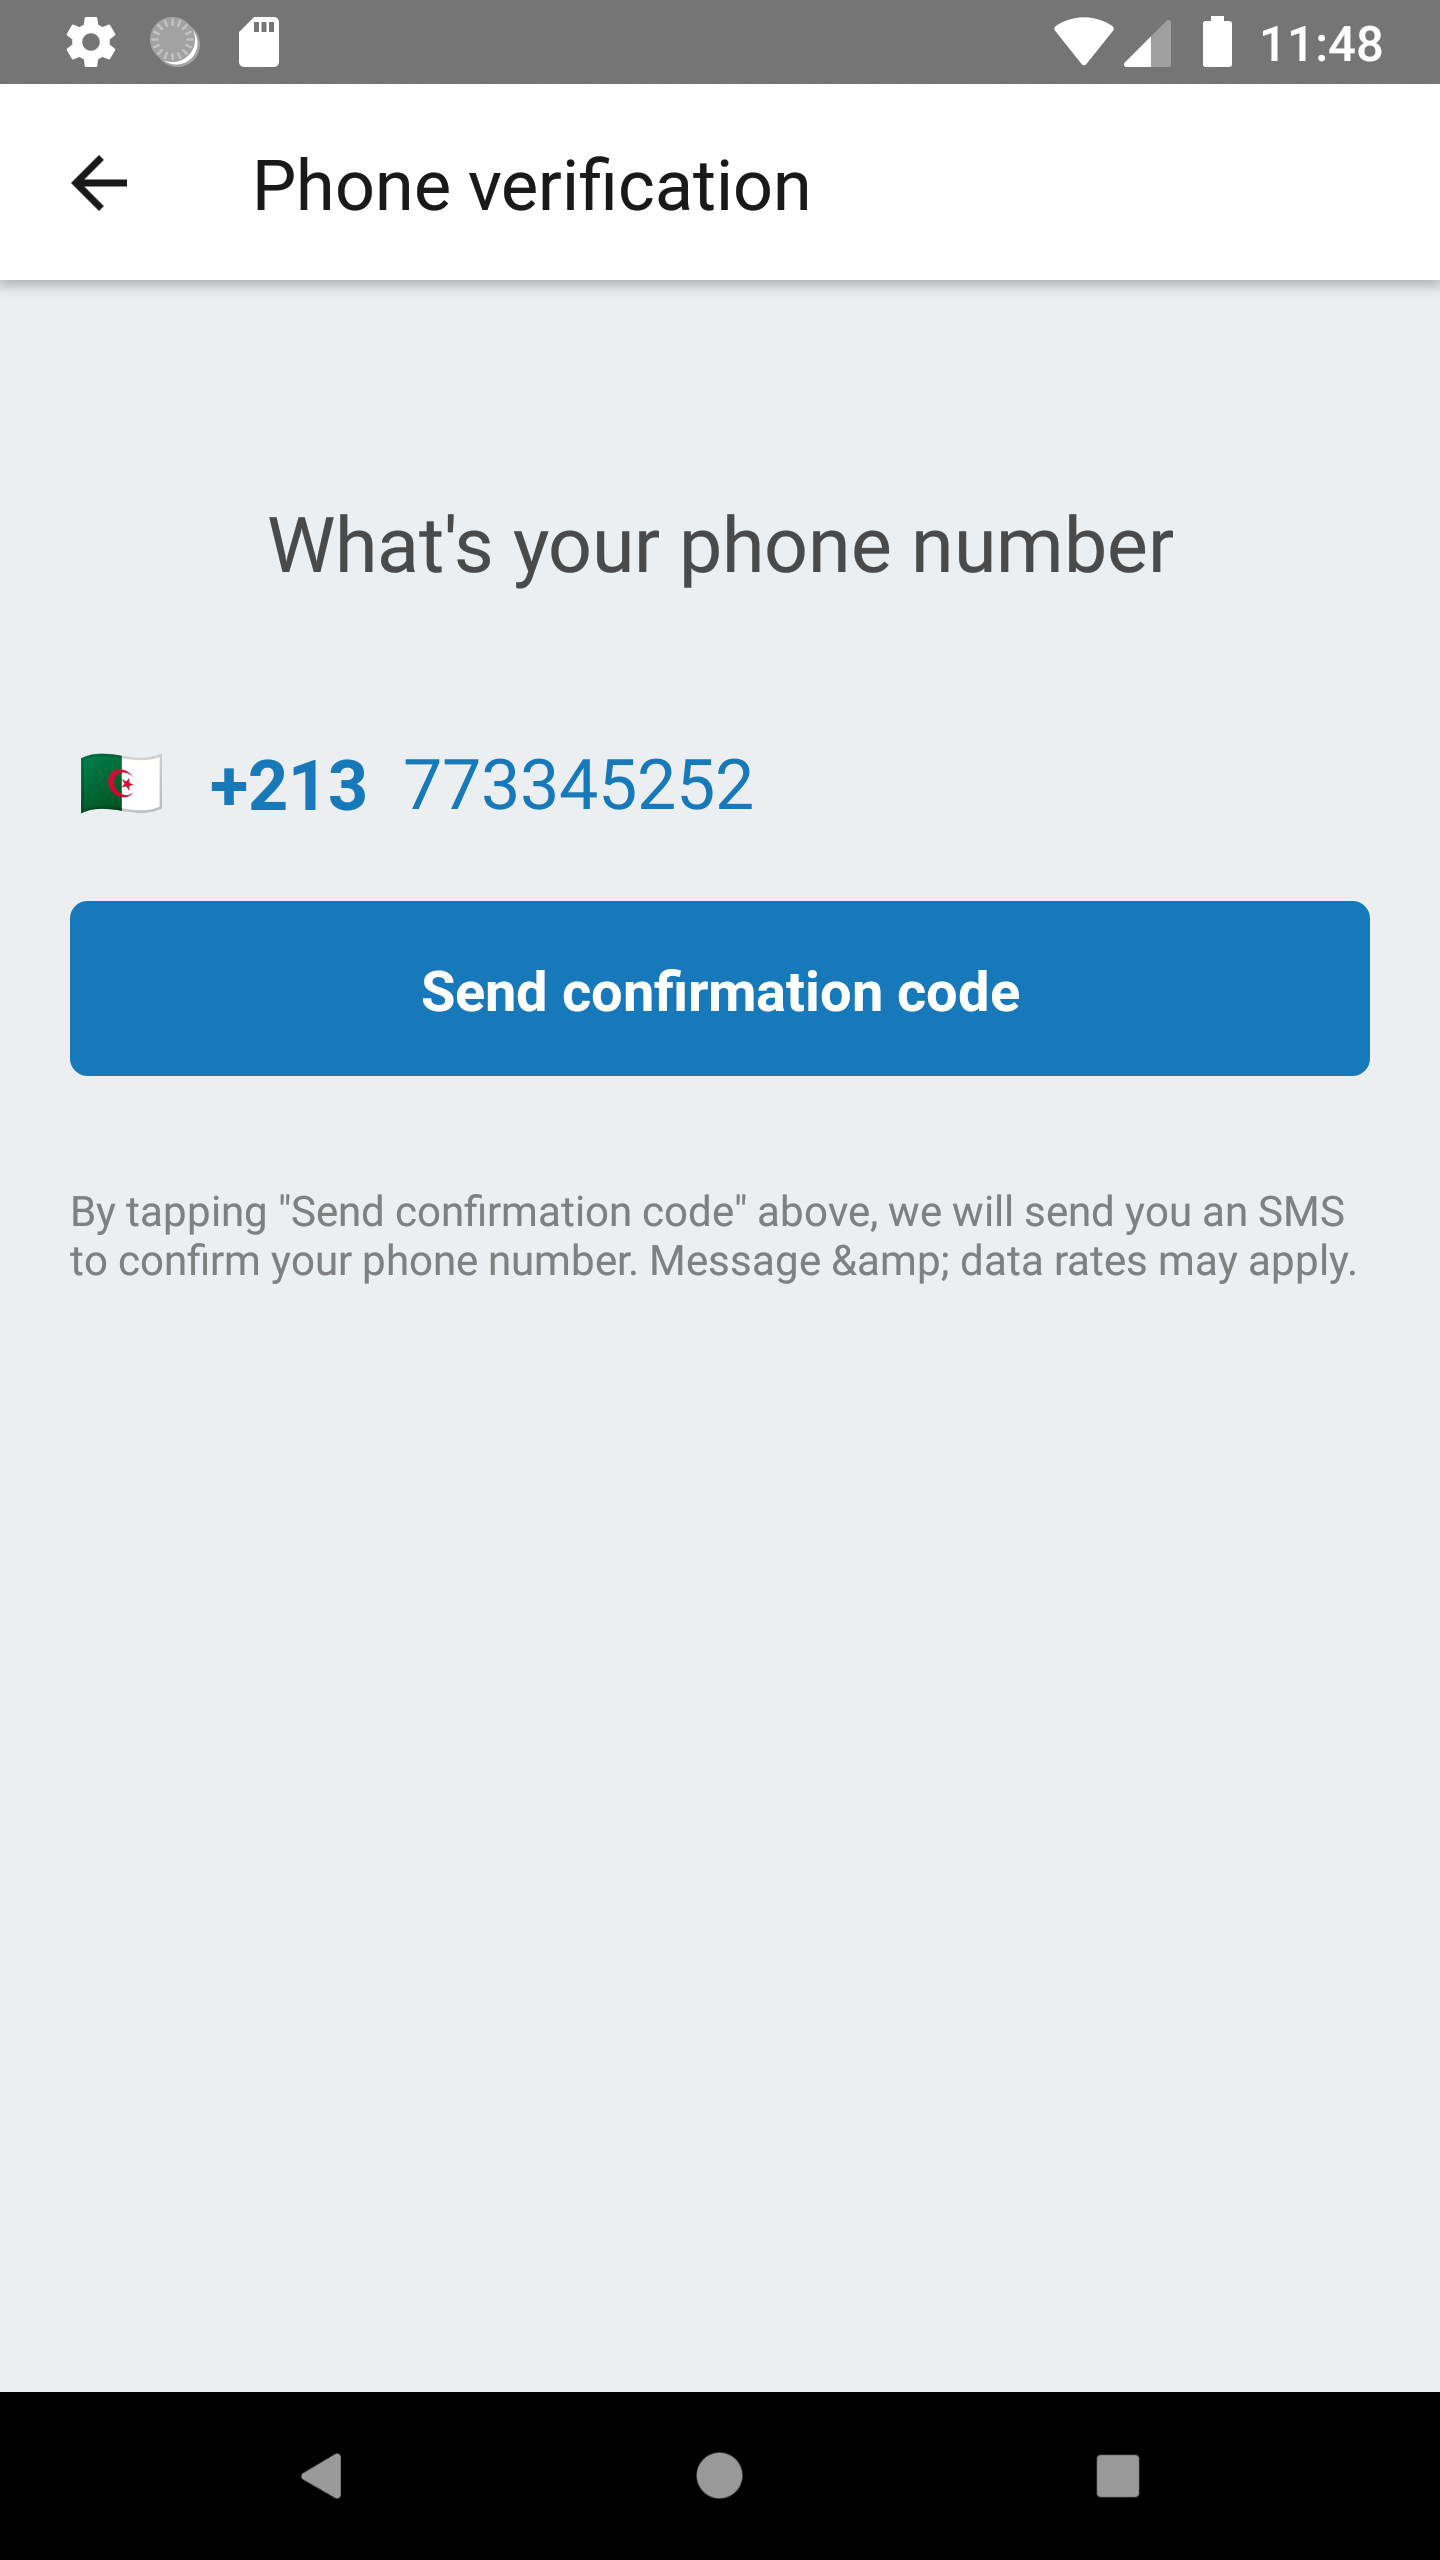 11:48
Phone verification
What's your phone number
+213 773345252
Send confirmation code
By tapping "Send confirmation code" above, we will send you an SMS
to confirm your phone number. Message &amp; data rates may apply.